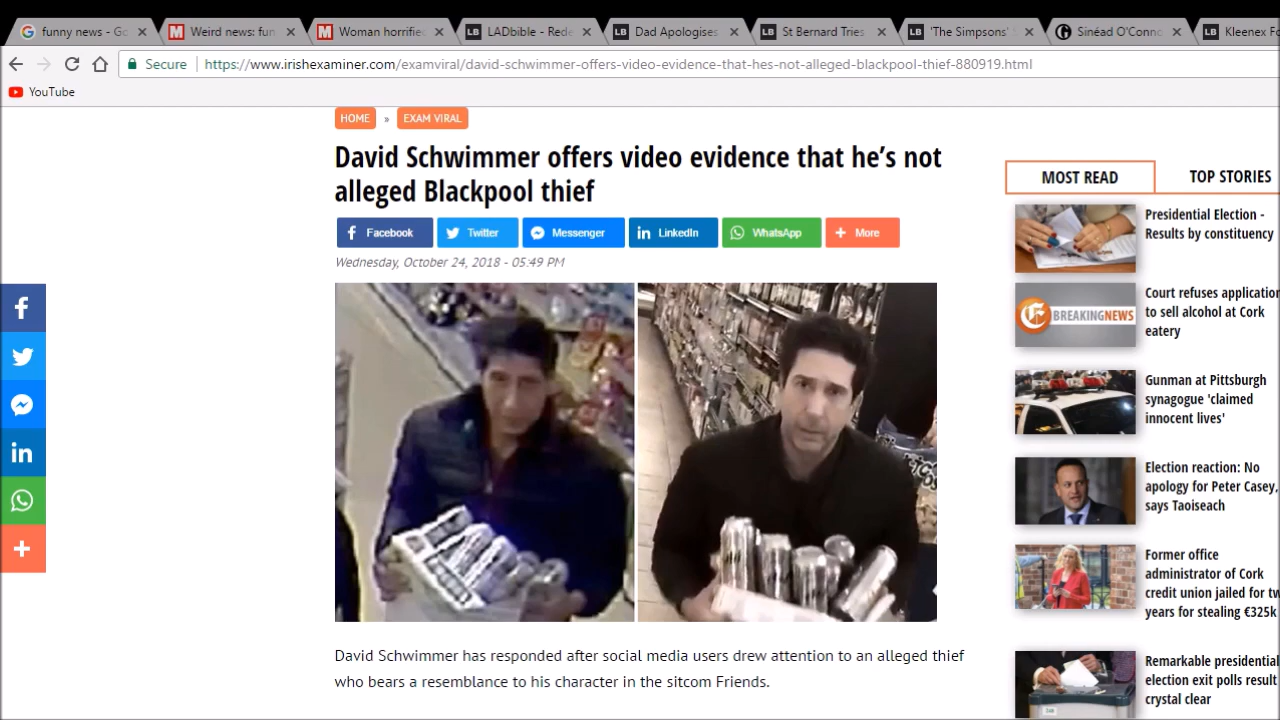 funny news - Go
Weird news: fun
Woman horrifie
LADbible - Rede
Dad Apologises
St Bernard Tries
'The Simpsons'
Sinéad O'Conno
Kleenex Fo
Secure
https://www.irishexaminer.com/examviral/david-schwimmer-offers-video-evidence-that-hes-not-alleged-blackpool-thief-880919.html
YouTube
HOME » EXAM VIRAL
David Schwimmer offers video evidence that he's not
alleged Blackpool thief
Facebook
Twitter
Messenger
LinkedIn
WhatsApp
More
Wednesday, October 24, 2018 - 05:49 PM
David Schwimmer has responded after social media users drew attention to an alleged thief
who bears a resemblance to his character in the sitcom Friends.
MOST READ
TOP STORIES
Presidential Election -
Results by constituency
BREAKINGNEWS
Court refuses application
to sell alcohol at Cork
eatery
Gunman at Pittsburgh
synagogue 'claimed
innocent lives'
Election reaction: No
apology for Peter Casey,
says Taoiseach
Former office
administrator of Cork
credit union jailed for tw
years for stealing €325k
Remarkable presidential
election exit polls result
crystal clear